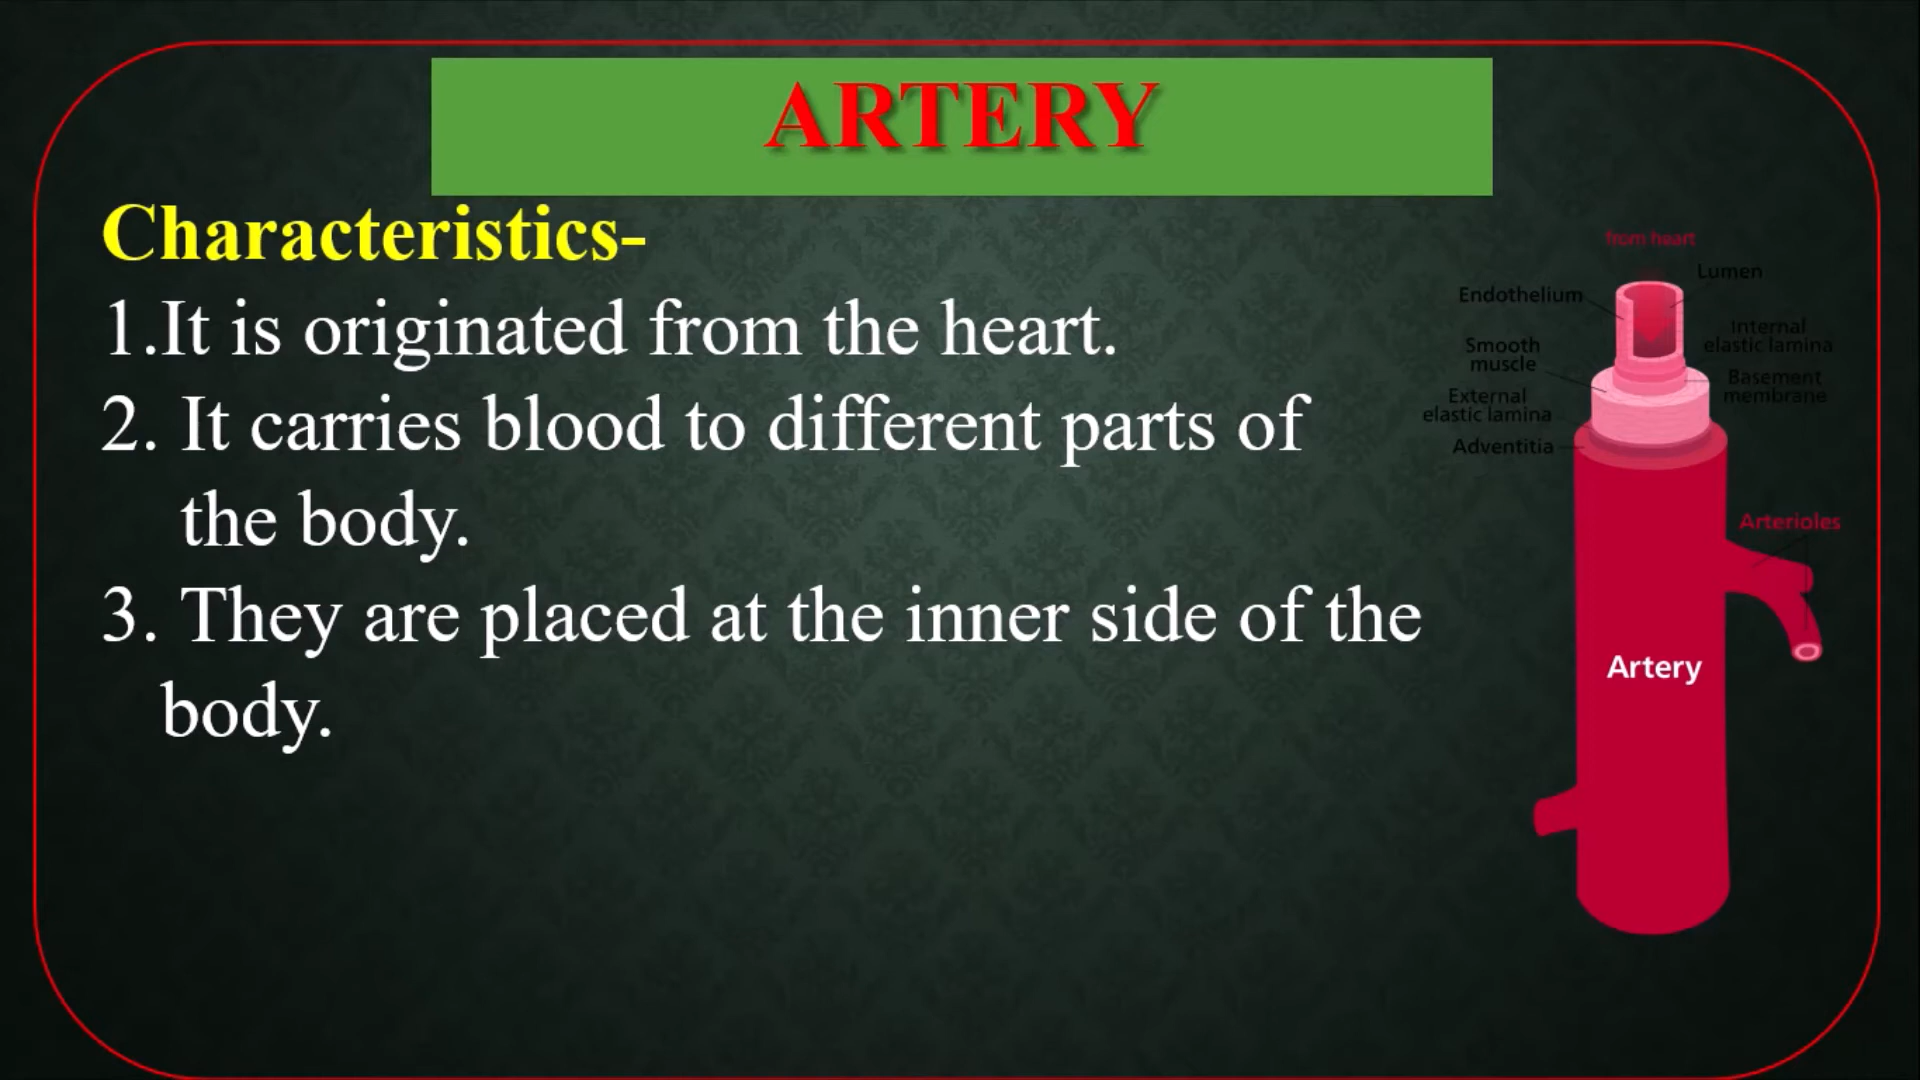 ARTERY
Characteristics-
1.It is originated from the heart.
2. It carries blood to different parts of
the body.
3. They are placed at the inner side of the
body.
from heart
Lumen
Endothelium
Internal
elastic lamina
Smooth
muscle
Basement
membrane
External
elastic lamina
Adventitia
Arterioles
Artery